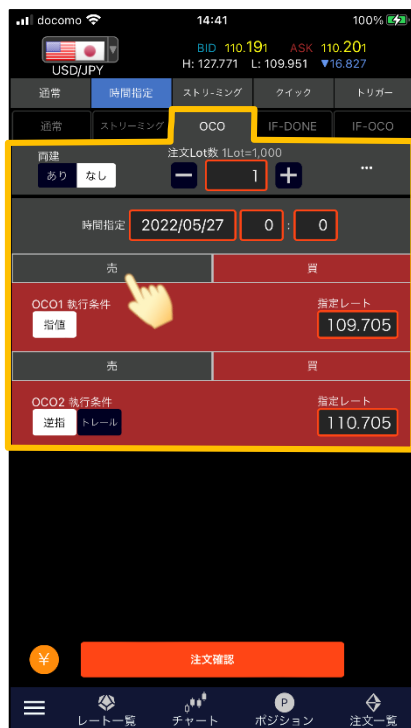 docomo 14:41 100%
BID 110.191 ASK 110.201
USD/JPY H: 127.771 L: 109.951 ▼16.827
通常 時間指定 ストリーミング クイック トリガー
通常 ストリーミング OCO IF-DONE IF-OCO
両建 注文Lot数 1Lot=1,000
あり なし 1 ...
時間指定 2022/05/27 0 : 0
売 買
OCO1 執行条件 指定レート
指値 109.705
売 買
OCO2 執行条件 指定レート
逆指 トレール 110.705
¥ 注文確認
P
レート一覧 チャート ポジション 注文一覧